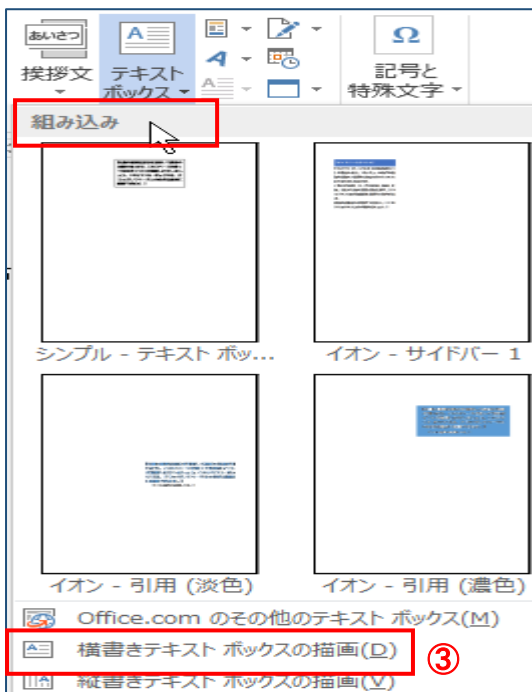 あいさつ
挨拶文
A
テキスト
ボックス
A
A
Ω
記号と
特殊文字
組み込み
シンプル - テキスト ボッ...
イオン - サイドバー 1
イオン - 引用 (淡色)
イオン - 引用 (濃色)
Office.com のその他のテキスト ボックス(M)
A
横書きテキスト ボックスの描画(D)
③
縦書きテキスト ボックスの描画(V)